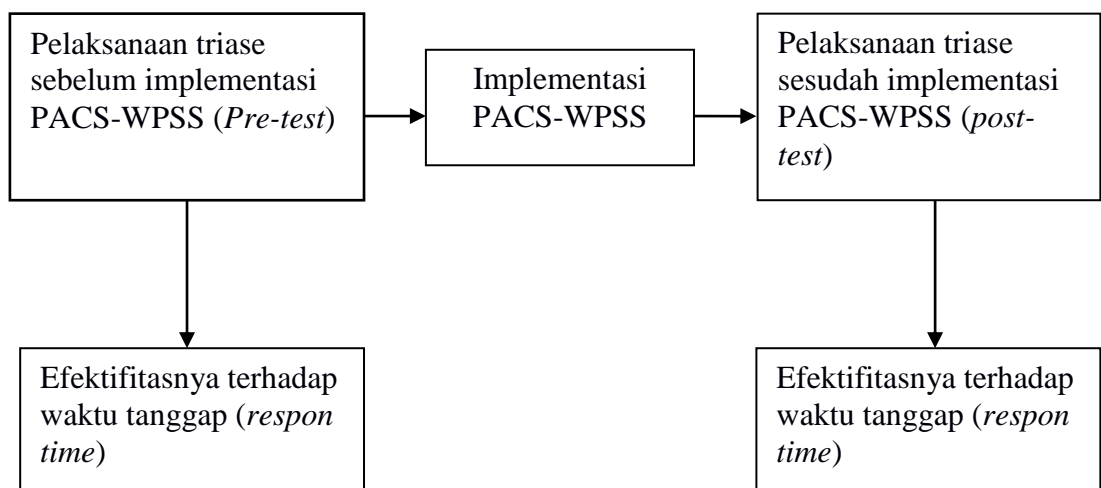 Pelaksanaan triase
sebelum implementasi
PACS-WPSS (Pre-test)
Implementasi
PACS-WPSS
Pelaksanaan triase
sesudah implementasi
PACS-WPSS (post-
test)
Efektifitasnya terhadap
waktu tanggap (respon
time)
Efektifitasnya terhadap
waktu tanggap (respon
time)